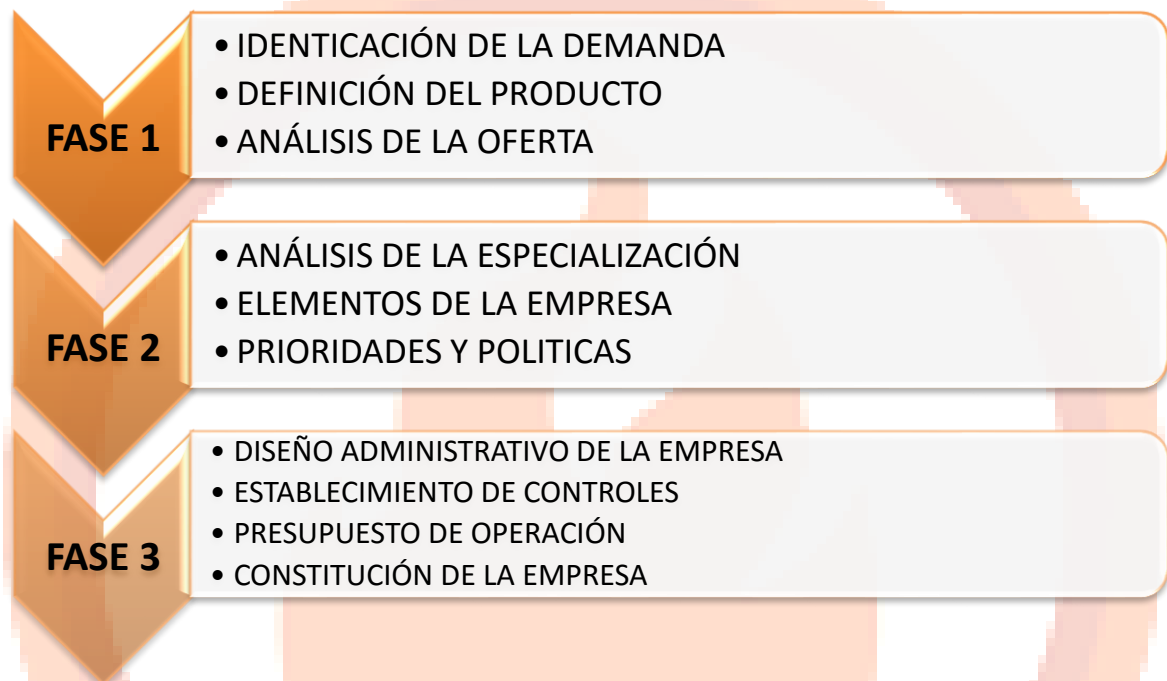 FASE 1
• IDENTICACIÓN DE LA DEMANDA
• DEFINICIÓN DEL PRODUCTO
• ANÁLISIS DE LA OFERTA
FASE 2
• ANÁLISIS DE LA ESPECIALIZACIÓN
• ELEMENTOS DE LA EMPRESA
• PRIORIDADES Y POLITICAS
FASE 3
• DISEÑO ADMINISTRATIVO DE LA EMPRESA
• ESTABLECIMIENTO DE CONTROLES
• PRESUPUESTO DE OPERACIÓN
• CONSTITUCIÓN DE LA EMPRESA